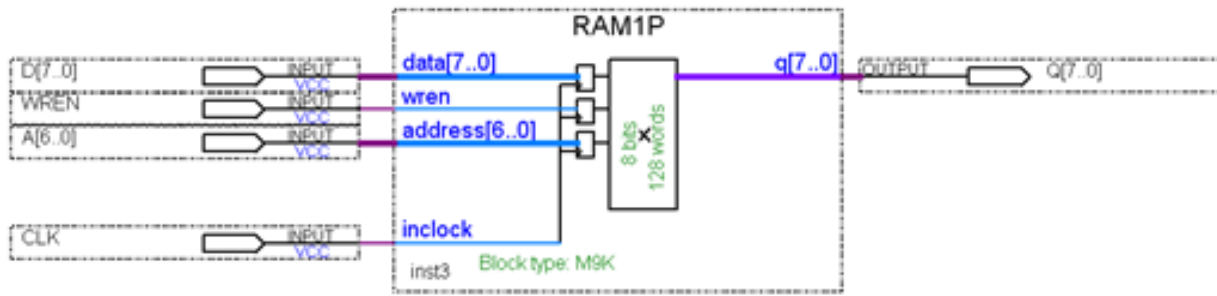 RAM1P
D[7..0] INPUT VCC data[7..0] q[7..0] OUTPUT Q[7..0]
WREN INPUT VCC wren
A[6..0] INPUT VCC address[6..0]
8 bits
x
128 words
CLK INPUT VCC inclock
inst3 Block type: M9K